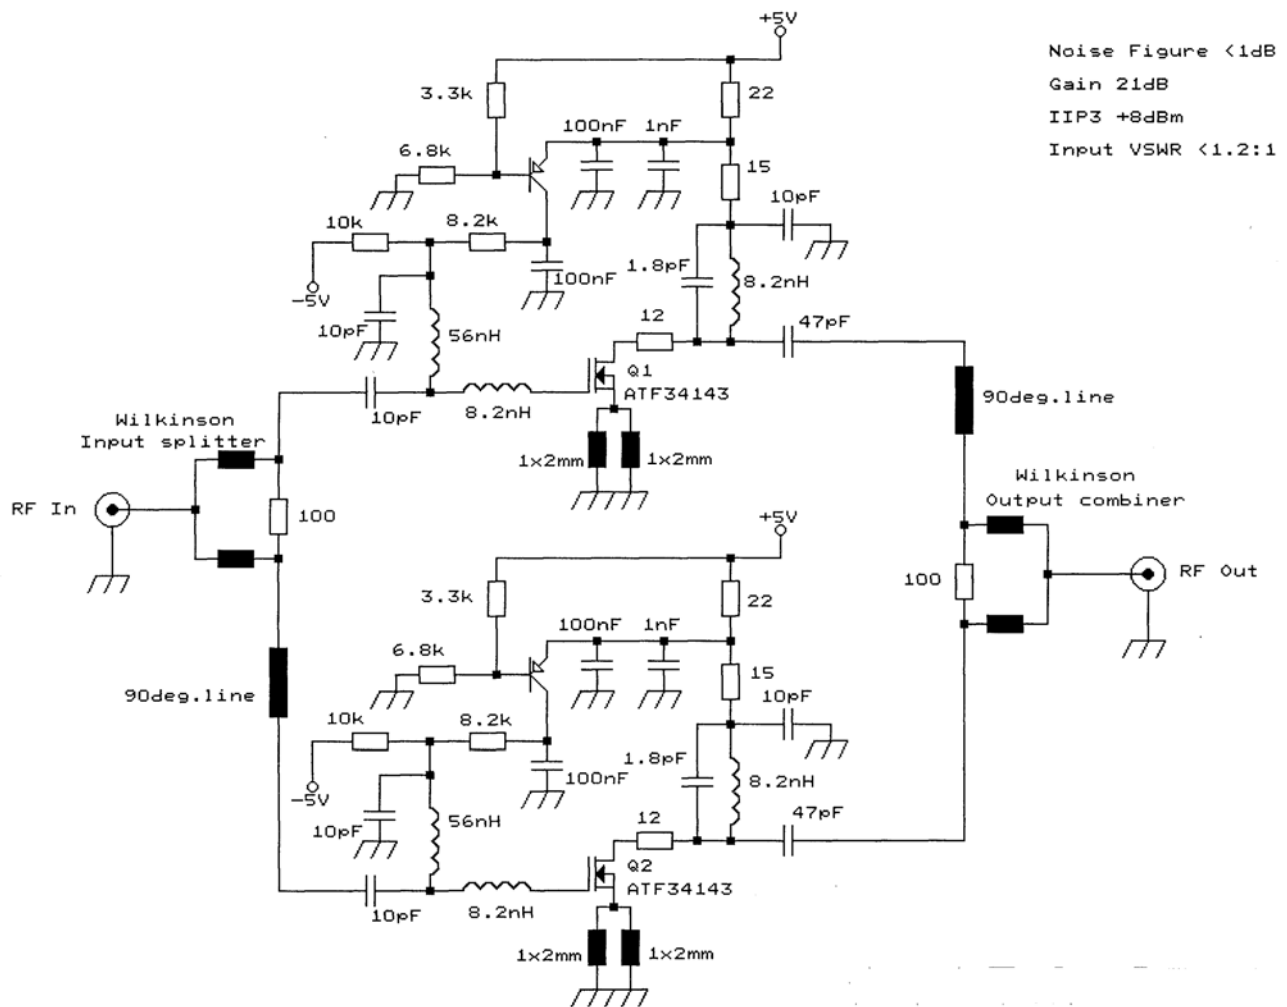 +5V
Noise Figure <1dB
Gain 21dB
IIP3 +8dBm
Input VSWR <1.2:1
3.3k
22
100nF
1nF
6.8k
15
10pF
10k
8.2k
1.8pF
8.2nH
100nF
-5V
10pF
56nH
12
47pF
Q1
ATF34143
10pF
8.2nH
90deg.line
Wilkinson
Input splitter
1x2mm
1x2mm
Wilkinson
Output combiner
RF In
100
+5V
RF Out
100
3.3k
22
100nF
1nF
6.8k
15
10pF
90deg.line
10k
8.2k
1.8pF
8.2nH
100nF
-5V
10pF
56nH
12
47pF
Q2
ATF34143
10pF
8.2nH
1x2mm
1x2mm